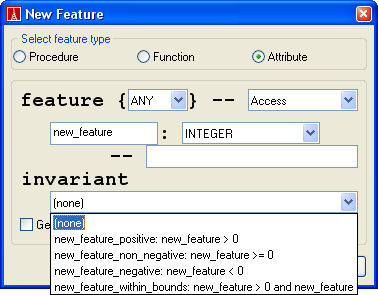 New Feature
Select feature type
Procedure Function Attribute
feature {ANY} -- Access
new_feature : INTEGER
--
invariant
(none)
Ge
(none)
new_feature_positive: new_feature > 0
new_feature_non_negative: new_feature >= 0
new_feature_negative: new_feature < 0
new_feature_within_bounds: new_feature > 0 and new_feature